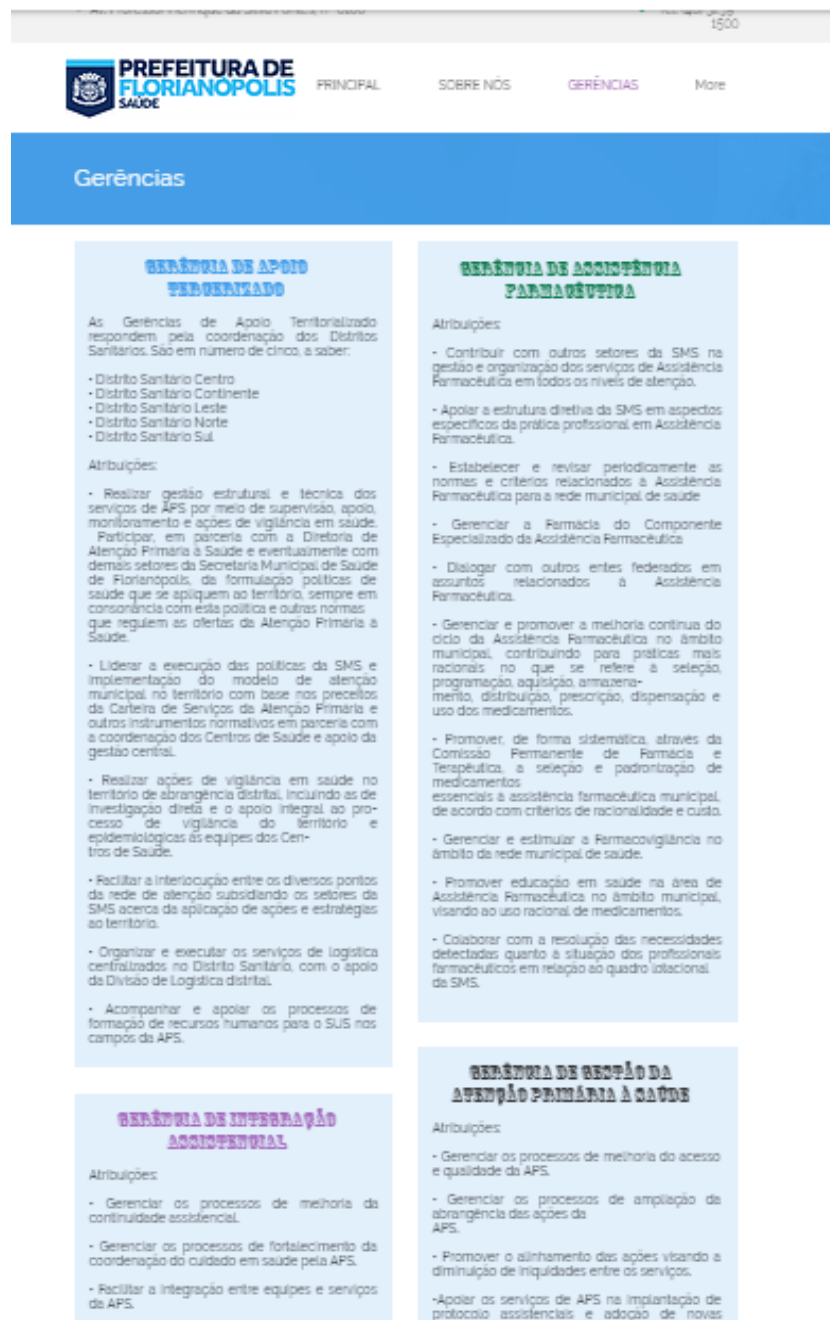 1500
PREFEITURA DE
FLORIANÓPOLIS
SAÚDE
PRINCIPAL SOBRE NÓS GERÊNCIAS More
Gerências
GERÊNCIA DE APOIO
TERCERIZADO
As Gerências de Apoio Territorializado
respondem pela coordenação dos Distritos
Sanitários. São em número de cinco, a saber:
• Distrito Sanitário Centro
• Distrito Sanitário Continente
• Distrito Sanitário Leste
• Distrito Sanitário Norte
• Distrito Sanitário Sul
Atribuições:
• Realizar gestão estrutural e técnica dos
serviços de APS por meio de supervisão, apoio,
monitoramento e ações de vigilância em saúde.
Participar, em parceria com a Diretoria de
Atenção Primária à Saúde e eventualmente com
demais setores da Secretaria Municipal de Saúde
de Florianópolis, da formulação políticas de
saúde que se apliquem ao território, sempre em
consonância com esta política e outras normas
que regulem as ofertas da Atenção Primária à
Saúde.
• Liderar a execução das políticas da SMS e
implementação do modelo de atenção
municipal no território com base nos preceitos
da Carteira de Serviços da Atenção Primária e
outros instrumentos normativos em parceria com
a coordenação dos Centros de Saúde e apoio da
gestão central.
• Realizar ações de vigilância em saúde no
território de abrangência distrital, incluindo as de
investigação direta e o apoio integral ao pro-
cesso de vigilância do território e
epidemiológicas às equipes dos Cen-
tros de Saúde.
• Facilitar a interlocução entre os diversos pontos
da rede de atenção subsidiando os setores da
SMS acerca da aplicação de ações e estratégias
ao território.
• Organizar e executar os serviços de logística
centralizados no Distrito Sanitário, com o apoio
da Divisão de Logística distrital.
• Acompanhar e apoiar os processos de
formação de recursos humanos para o SUS nos
campos da APS.
GERÊNCIA DE INTEGRAÇÃO
ASSISTENCIAL
Atribuições:
• Gerenciar os processos de melhoria da
continuidade assistencial.
• Gerenciar os processos de fortalecimento da
coordenação do cuidado em saúde pela APS.
• Facilitar a integração entre equipes e serviços
da APS.
GERÊNCIA DE ASSISTÊNCIA
FARMACÊUTICA
Atribuições:
• Contribuir com outros setores da SMS na
gestão e organização dos serviços de Assistência
Farmacêutica em todos os níveis de atenção.
• Apoiar a estrutura diretiva da SMS em aspectos
específicos da prática profissional em Assistência
Farmacêutica.
• Estabelecer e revisar periodicamente as
normas e critérios relacionados à Assistência
Farmacêutica para a rede municipal de saúde
• Gerenciar a Farmácia do Componente
Especializado da Assistência Farmacêutica
• Dialogar com outros entes federados em
assuntos relacionados à Assistência
Farmacêutica.
• Gerenciar e promover a melhoria contínua do
ciclo da Assistência Farmacêutica no âmbito
municipal, contribuindo para práticas mais
racionais no que se refere à seleção,
programação, aquisição, armazena-
mento, distribuição, prescrição, dispensação e
uso dos medicamentos.
• Promover, de forma sistemática, através da
Comissão Permanente de Farmácia e
Terapêutica, a seleção e padronização de
medicamentos
essenciais à assistência farmacêutica municipal,
de acordo com critérios de racionalidade e custo.
• Gerenciar e estimular a Farmacovigilância no
âmbito da rede municipal de saúde.
• Promover educação em saúde na área de
Assistência Farmacêutica no âmbito municipal,
visando ao uso racional de medicamentos.
• Colaborar com a resolução das necessidades
detectadas quanto à situação dos profissionais
farmacêuticos em relação ao quadro lotacional
da SMS.
GERÊNCIA DE GESTÃO DA
ATENÇÃO PRIMÁRIA À SAÚDE
Atribuições:
• Gerenciar os processos de melhoria do acesso
e qualidade da APS.
• Gerenciar os processos de ampliação da
abrangência das ações da
APS.
• Promover o alinhamento das ações visando a
diminuição de iniquidades entre os serviços.
•Apoiar os serviços de APS na implantação de
protocolo assistenciais e adoção de novas